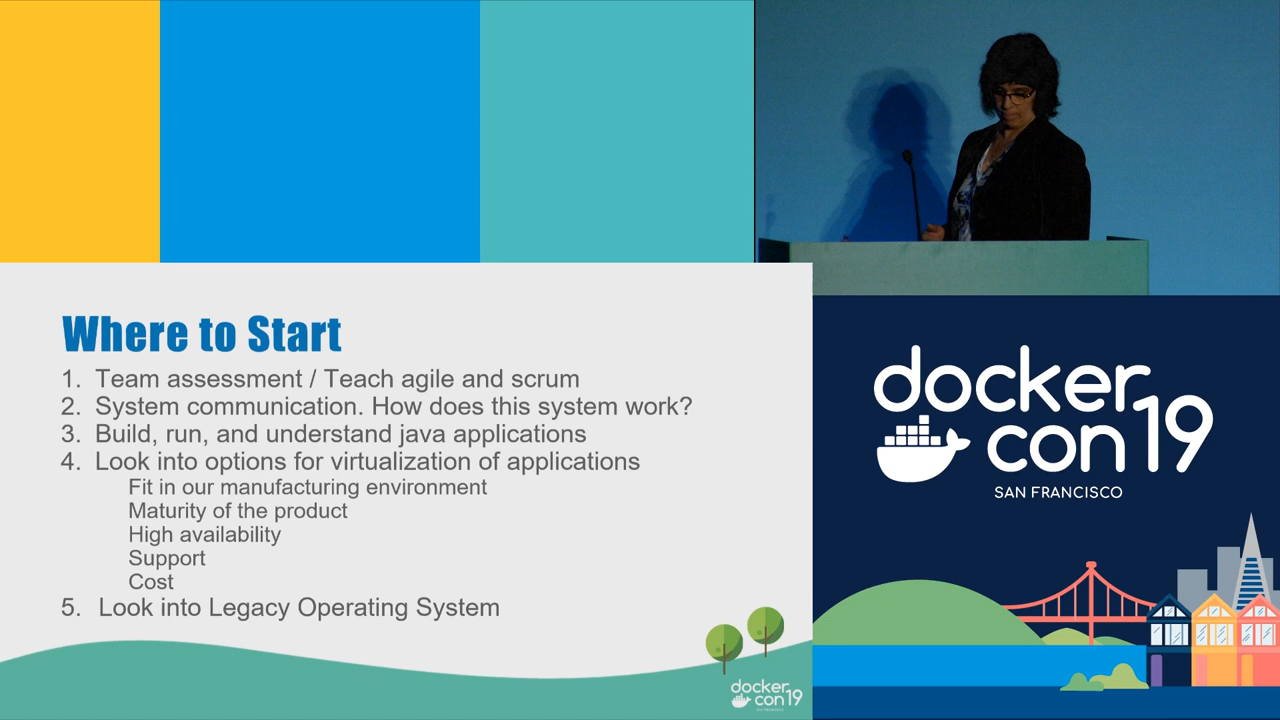 Where to Start
1. Team assessment / Teach agile and scrum
2. System communication. How does this system work?
3. Build, run, and understand java applications
4. Look into options for virtualization of applications
Fit in our manufacturing environment
Maturity of the product
High availability
Support
Cost
5. Look into Legacy Operating System
docker
con19
SAN FRANCISCO
docker
con19
SAN FRANCISCO